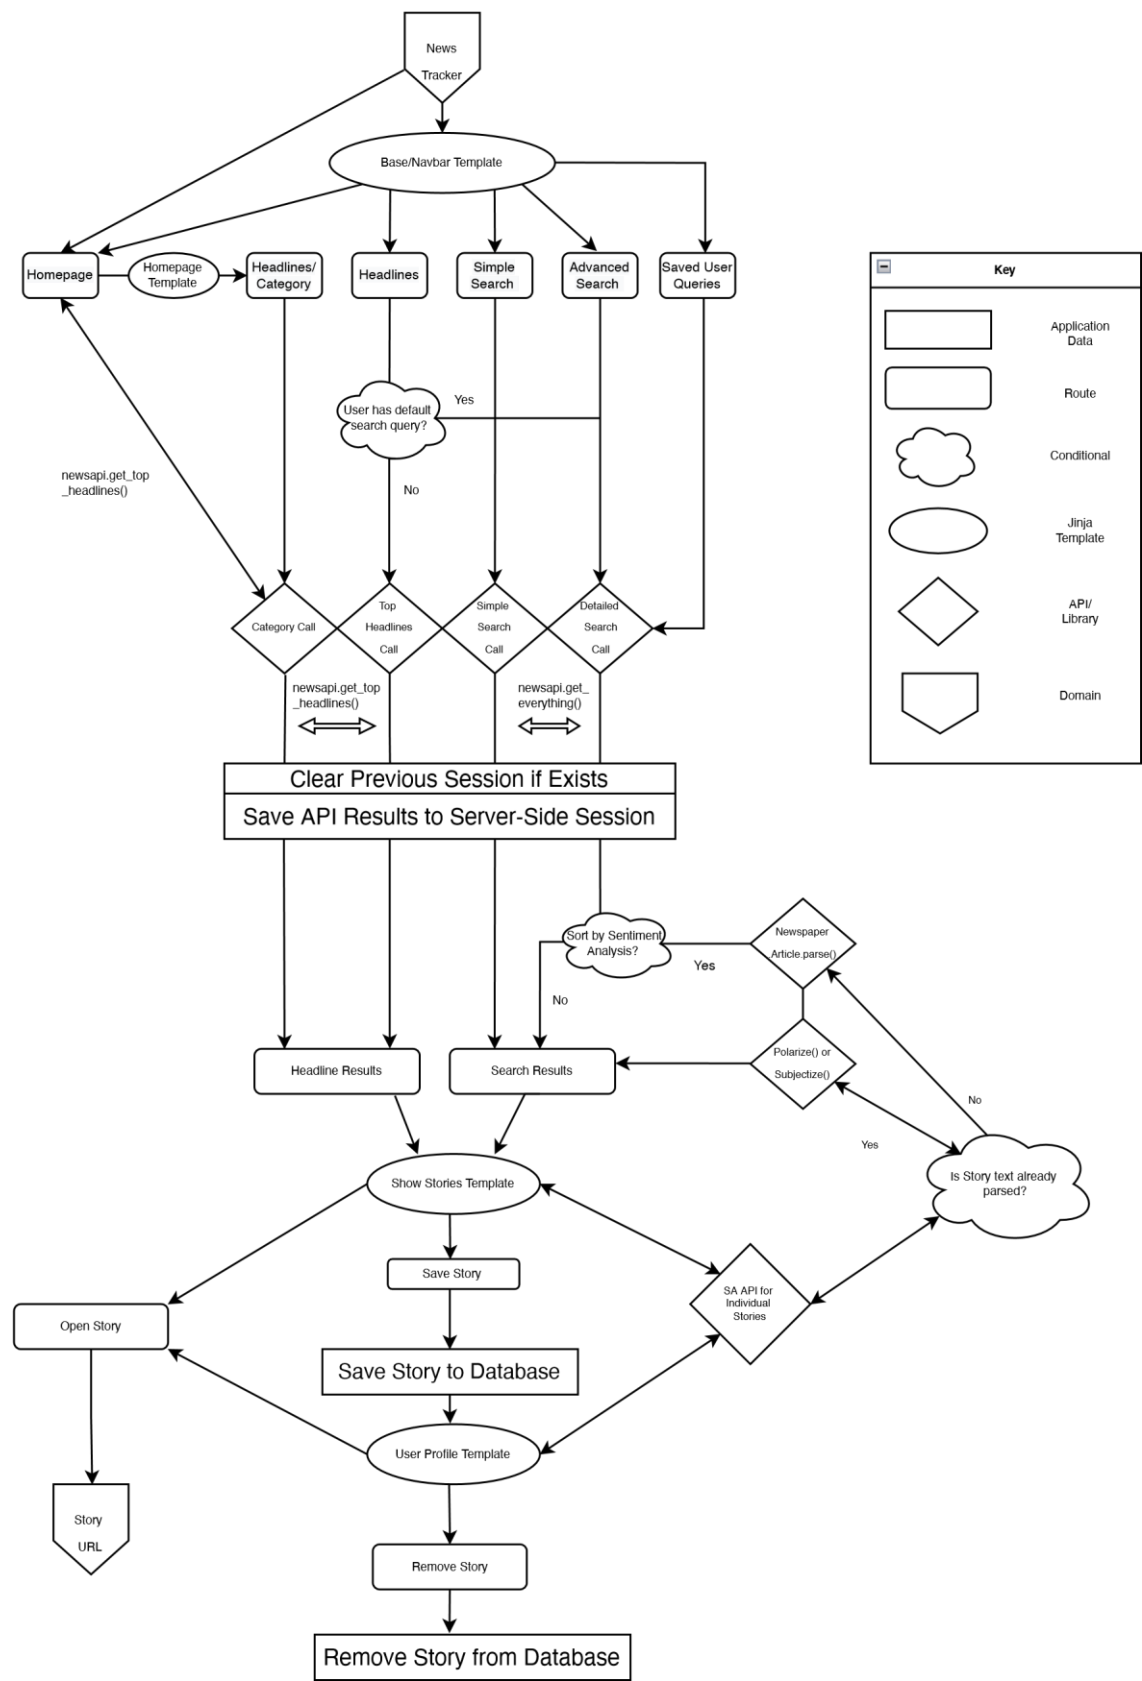 News
Tracker
Base/Navbar Template
Homepage
Homepage
Template
Headlines/
Category
Headlines
Simple
Search
Advanced
Search
Saved User
Queries
Key
Application
Data
Route
Conditional
Jinja
Template
API/
Library
Domain
User has default
search query?
Yes
No
newsapi.get_top
_headlines()
Category Call
Top
Headlines
Call
Simple
Search
Call
Detailed
Search
Call
newsapi.get_top
_headlines()
newsapi.get_
everything()
Clear Previous Session if Exists
Save API Results to Server-Side Session
Sort by Sentiment
Analysis?
Yes
No
Newspaper
.Article.parse()
Polarize() or
Subjectize()
No
Yes
Is Story text already
parsed?
Headline Results
Search Results
Show Stories Template
Save Story
SA API for
Individual
Stories
Open Story
Save Story to Database
User Profile Template
Story
URL
Remove Story
Remove Story from Database